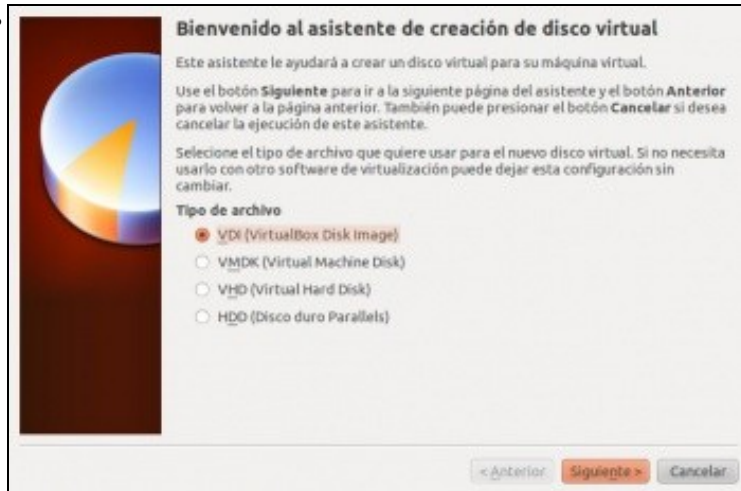 Bienvenido al asistente de creación de disco virtual
Este asistente le ayudará a crear un disco virtual para su máquina virtual.
Use el botón Siguiente para ir a la siguiente página del asistente y el botón Anterior
para volver a la página anterior. También puede presionar el botón Cancelar si desea
cancelar la ejecución de este asistente.
Selecione el tipo de archivo que quiere usar para el nuevo disco virtual. Si no necesita
usarlo con otro software de virtualización puede dejar esta configuración sin
cambiar.
Tipo de archivo
VDI (VirtualBox Disk Image)
VMDK (Virtual Machine Disk)
VHD (Virtual Hard Disk)
HDD (Disco duro Parallels)
< Anterior Siguiente > Cancelar